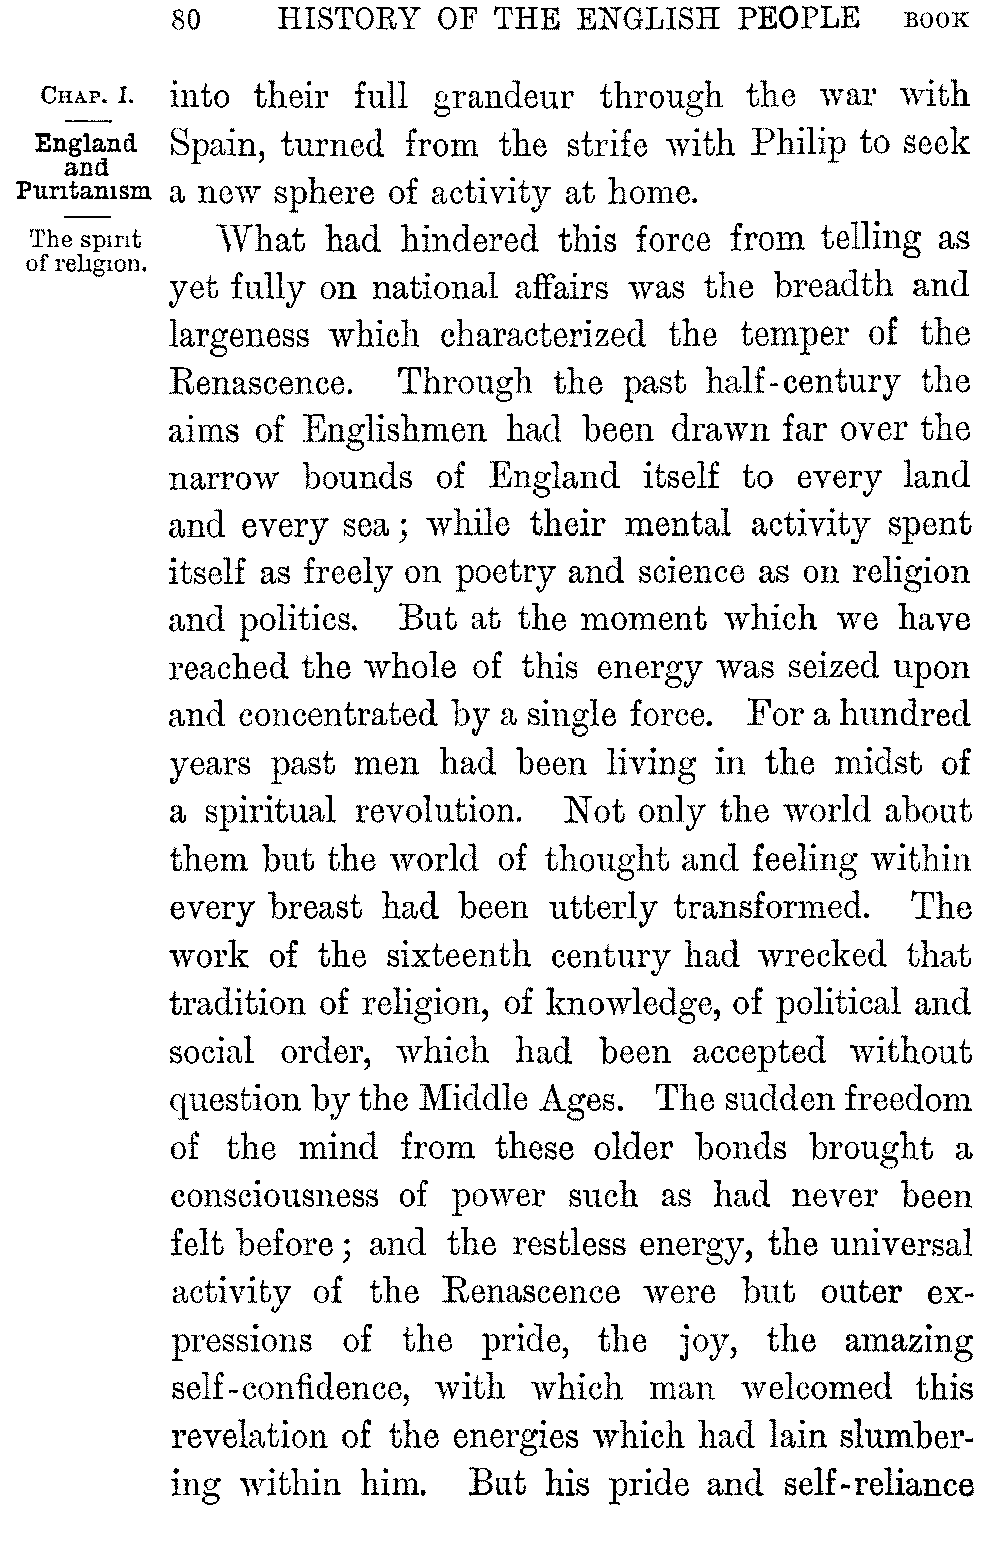 80 HISTORY OF THE ENGLISH PEOPLE BOOK
CHAP. I.
England
and
Puritanism
The spirit
of religion.
into their full grandeur through the war with
Spain, turned from the strife with Philip to seek
a new sphere of activity at home.
What had hindered this force from telling as
yet fully on national affairs was the breadth and
largeness which characterized the temper of the
Renascence. Through the past half-century the
aims of Englishmen had been drawn far over the
narrow bounds of England itself to every land
and every sea; while their mental activity spent
itself as freely on poetry and science as on religion
and politics. But at the moment which we have
reached the whole of this energy was seized upon
and concentrated by a single force. For a hundred
years past men had been living in the midst of
a spiritual revolution. Not only the world about
them but the world of thought and feeling within
every breast had been utterly transformed. The
work of the sixteenth century had wrecked that
tradition of religion, of knowledge, of political and
social order, which had been accepted without
question by the Middle Ages. The sudden freedom
of the mind from these older bonds brought a
consciousness of power such as had never been
felt before; and the restless energy, the universal
activity of the Renascence were but outer ex-
pressions of the pride, the joy, the amazing
self-confidence, with which man welcomed this
revelation of the energies which had lain slumber-
ing within him. But his pride and self-reliance